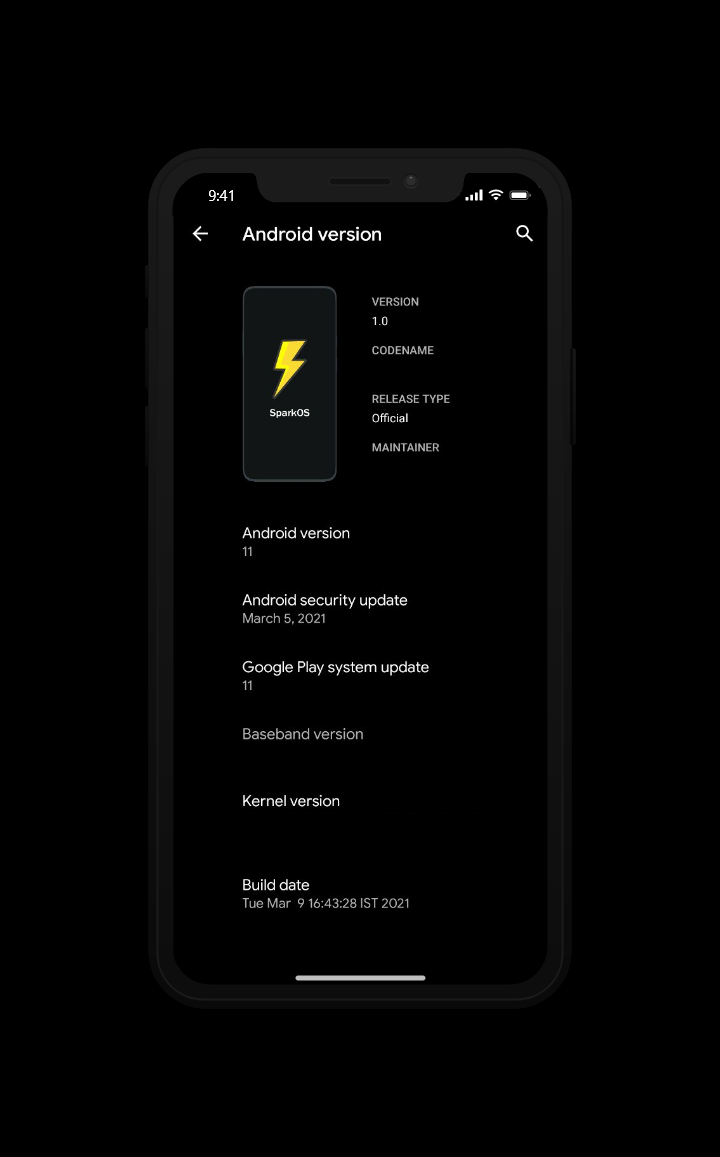 9:41
Android version
VERSION
1.0
CODENAME
RELEASE TYPE
Official
MAINTAINER
SparkOS
Android version
11
Android security update
March 5, 2021
Google Play system update
11
Baseband version
Kernel version
Build date
Tue Mar  9 16:43:28 IST 2021